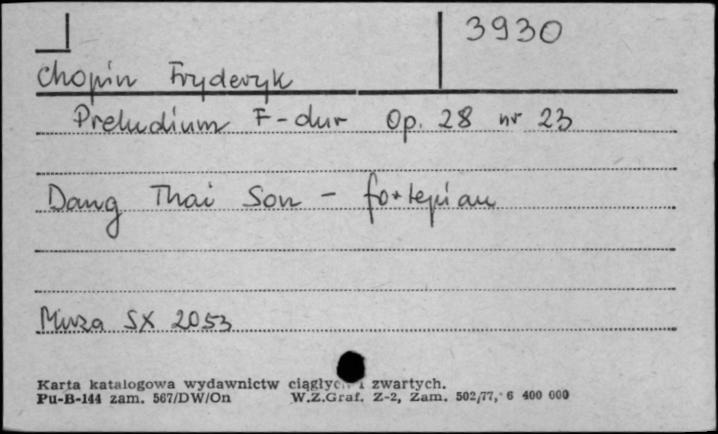 3930
Chopin Fryderyk
Preludium F-dur Op. 28 nr 23
Dang Thai Son - fortepian
Muza SX 2053
Karta katalogowa wydawnictw ciągłych i zwartych.
Pu-B-144 zam. 567/DW/On W.Z.Graf. Z-2, Zam. 502/77, 6 400 000